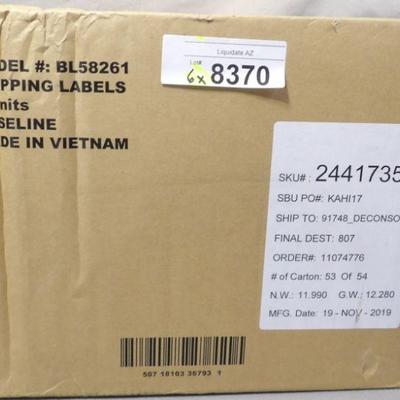 DEL #: BL58261
PPING LABELS
nits
SELINE
DE IN VIETNAM
Liquidate AZ
Lot#
6x 8370
SKU#: 2441735
SBU PO#: KAHI17
SHIP TO: 91748_DECONSO
FINAL DEST: 807
ORDER#: 11074776
# of Carton: 53 Of 54
N.W.: 11.990 G.W.: 12.280
MFG. Date: 19 - NOV - 2019
507 18103 36793 1